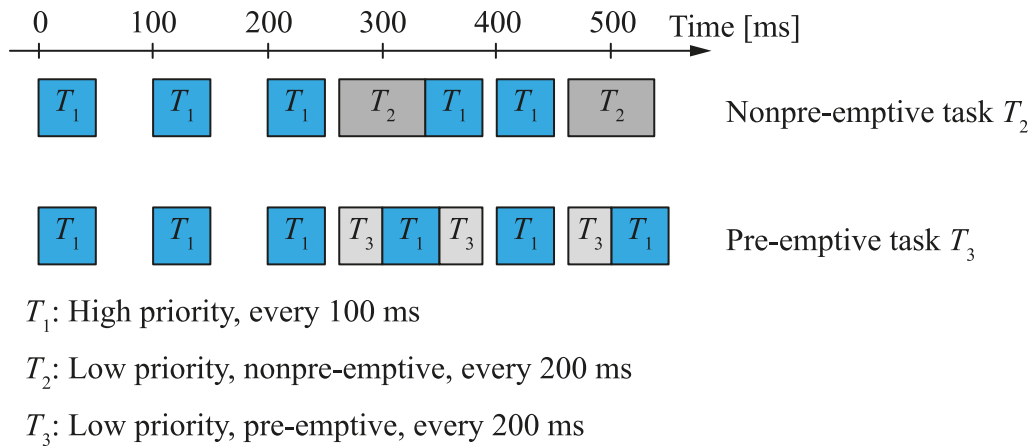 0 100 200 300 400 500 Time [ms]
T₁ T₁ T₁ T₂ T₁ T₁ T₂ Nonpre-emptive task T₂
T₁ T₁ T₁ T₃ T₁ T₃ T₁ T₃ T₁ Pre-emptive task T₃
T₁: High priority, every 100 ms
T₂: Low priority, nonpre-emptive, every 200 ms
T₃: Low priority, pre-emptive, every 200 ms